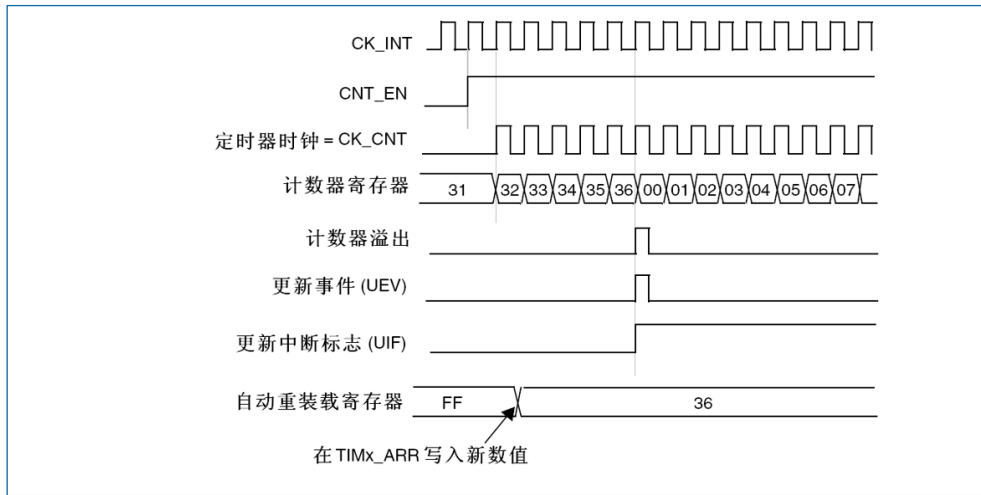 CK_INT
CNT_EN
定时器时钟 = CK_CNT
计数器寄存器 31 32 33 34 35 36 00 01 02 03 04 05 06 07
计数器溢出
更新事件 (UEV)
更新中断标志 (UIF)
自动重装载寄存器 FF 36
在 TIMx_ARR 写入新数值